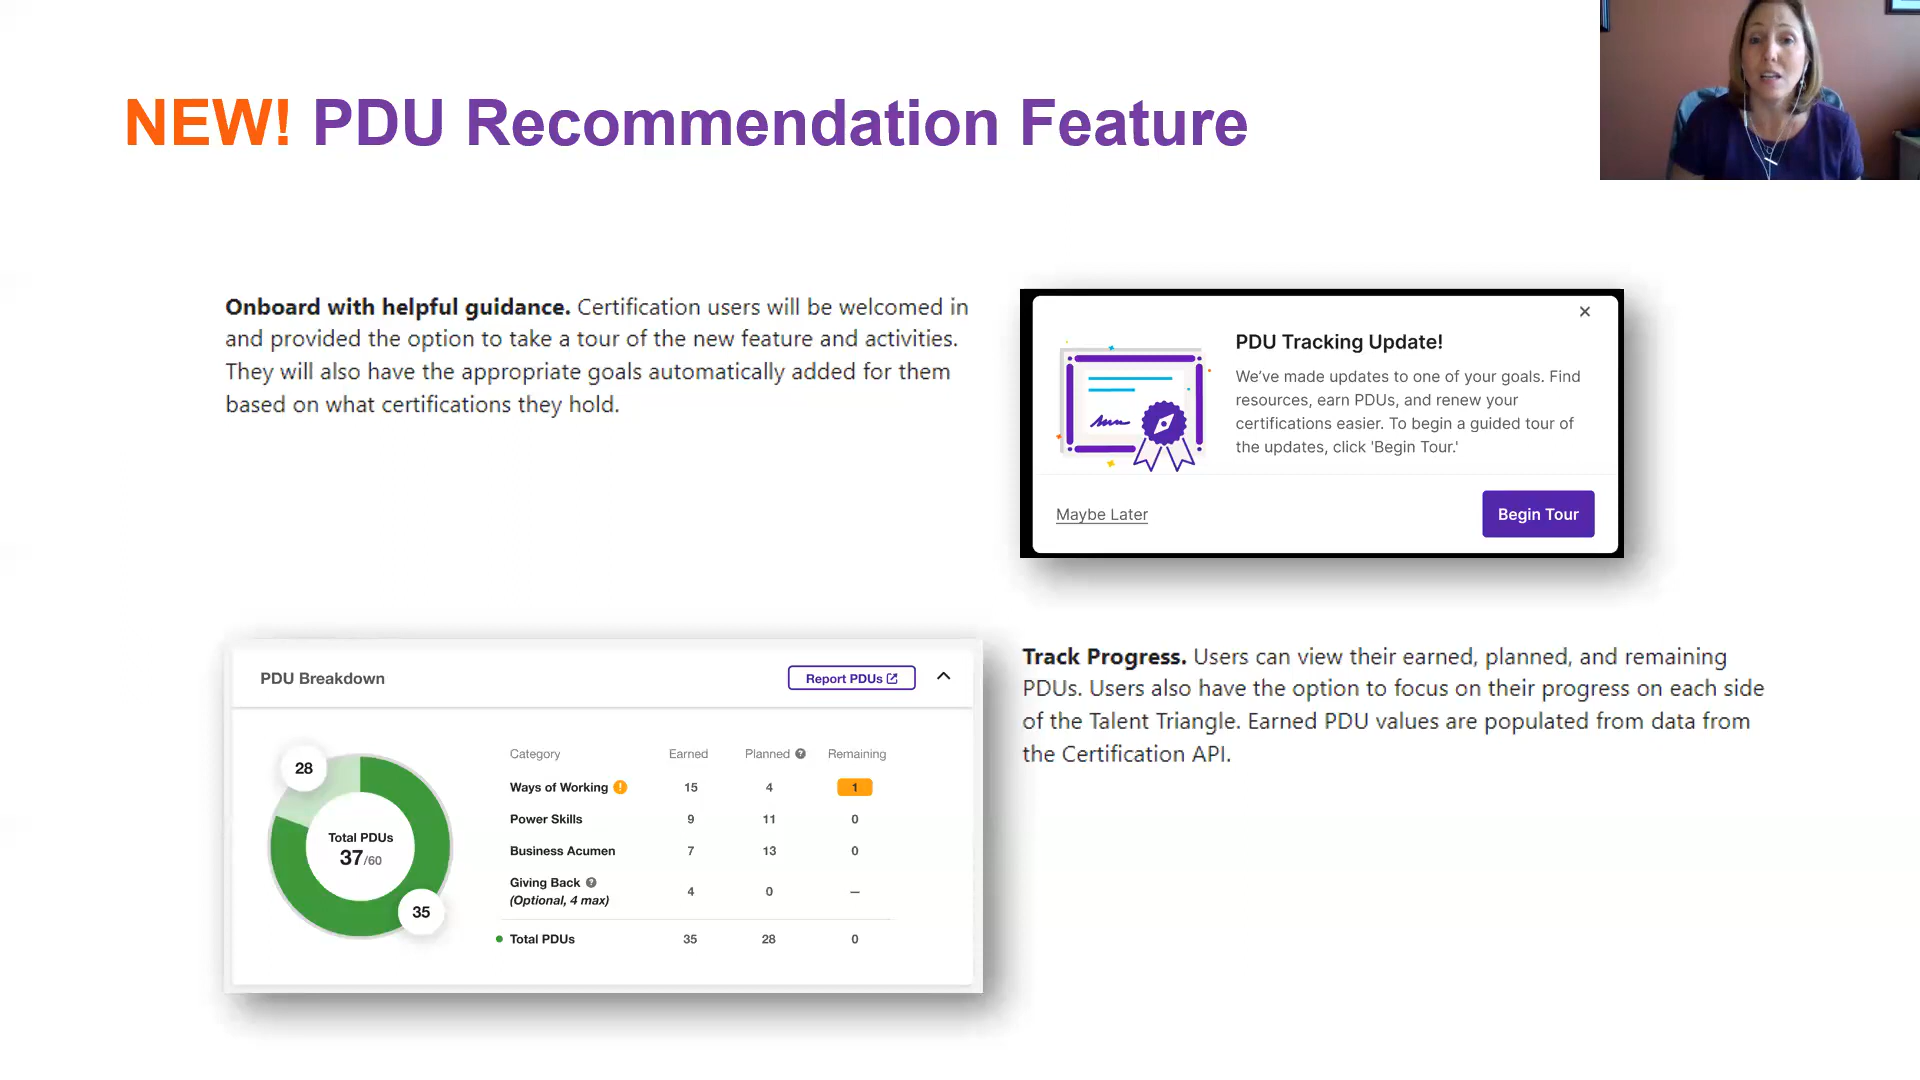 NEW! PDU Recommendation Feature
Onboard with helpful guidance. Certification users will be welcomed in
and provided the option to take a tour of the new feature and activities.
They will also have the appropriate goals automatically added for them
based on what certifications they hold.
PDU Tracking Update!
We've made updates to one of your goals. Find
resources, earn PDUs, and renew your
certifications easier. To begin a guided tour of
the updates, click 'Begin Tour.'
Maybe Later
Begin Tour
PDU Breakdown
Report PDUs
28
Total PDUs
37/60
35
Category Earned Planned ? Remaining
Ways of Working ! 15 4 1
Power Skills 9 11 0
Business Acumen 7 13 0
Giving Back ? 4 0 –
(Optional, 4 max)
Total PDUs 35 28 0
Track Progress. Users can view their earned, planned, and remaining
PDUs. Users also have the option to focus on their progress on each side
of the Talent Triangle. Earned PDU values are populated from data from
the Certification API.